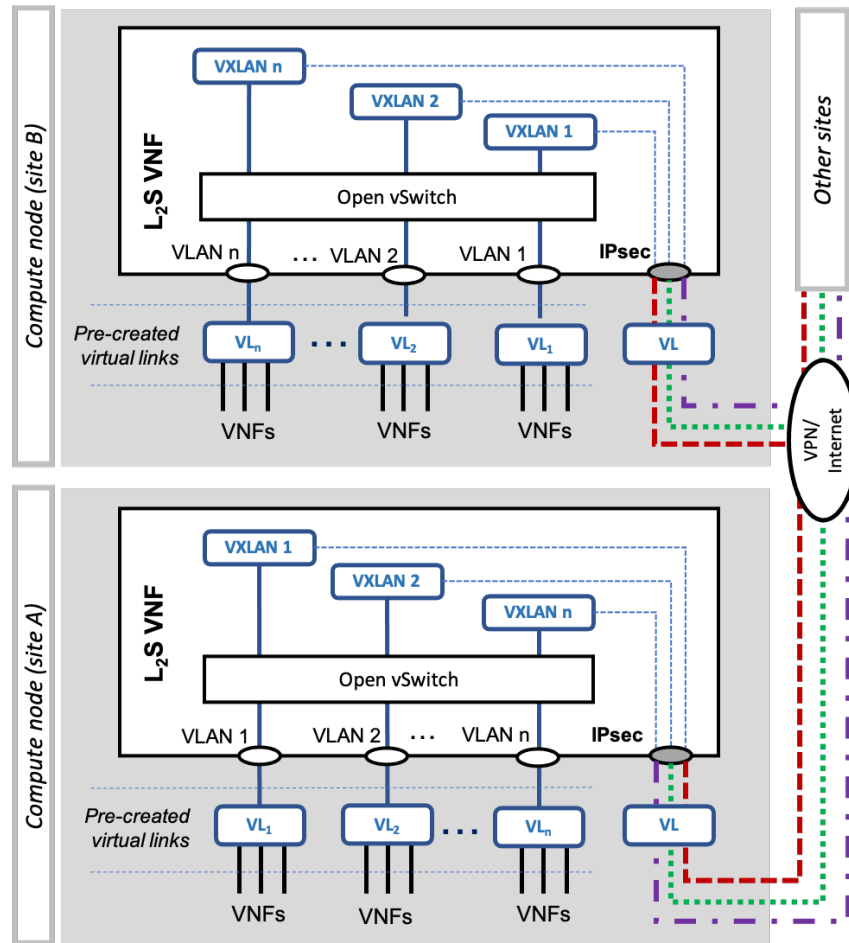 Compute node (site B)
L₂S VNF
VXLAN n
VXLAN 2
VXLAN 1
Open vSwitch
VLAN n
... VLAN 2
VLAN 1
IPsec
Pre-created
virtual links
VLₙ
...
VL₂
VL₁
VL
VNFs
VNFs
VNFs
Other sites
VPN/
Internet
Compute node (site A)
L₂S VNF
VXLAN 1
VXLAN 2
VXLAN n
Open vSwitch
VLAN 1
VLAN 2
...
VLAN n
IPsec
Pre-created
virtual links
VL₁
VL₂
...
VLₙ
VL
VNFs
VNFs
VNFs